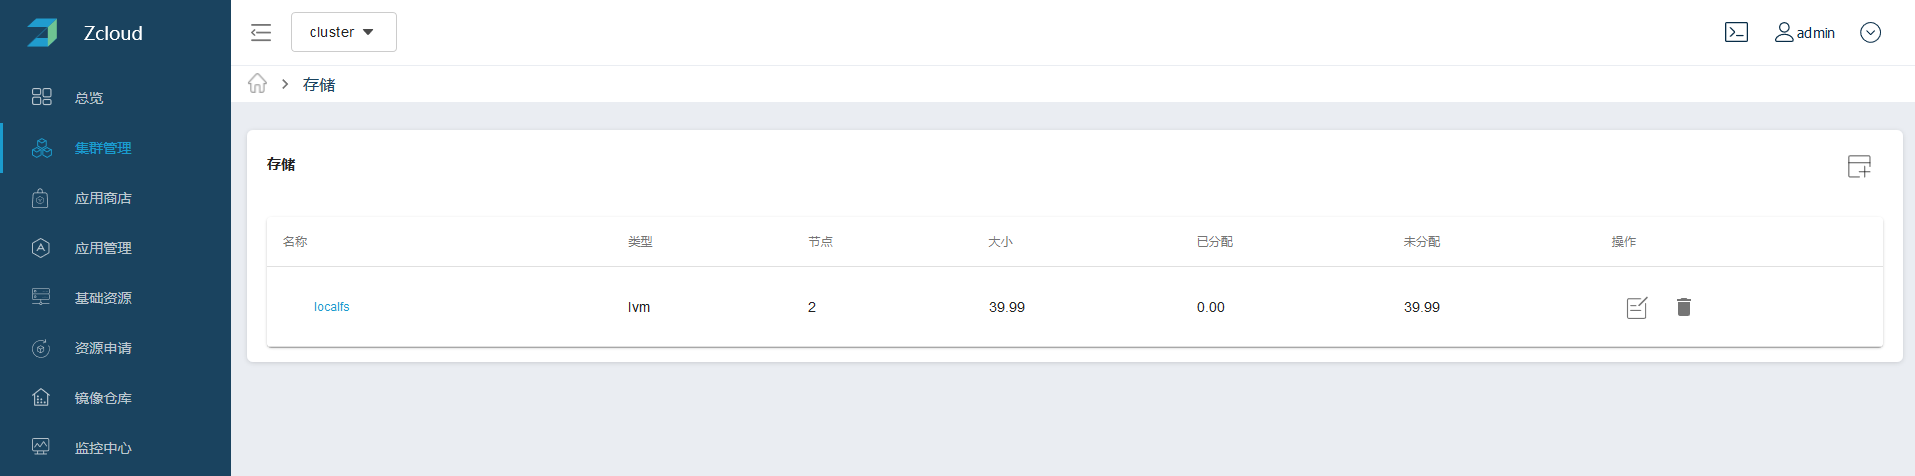 Zcloud
cluster
admin
存储
总览
集群管理
应用商店
应用管理
基础资源
资源申请
镜像仓库
监控中心
存储
名称 类型 节点 大小 已分配 未分配 操作
localfs lvm 2 39.99 0.00 39.99